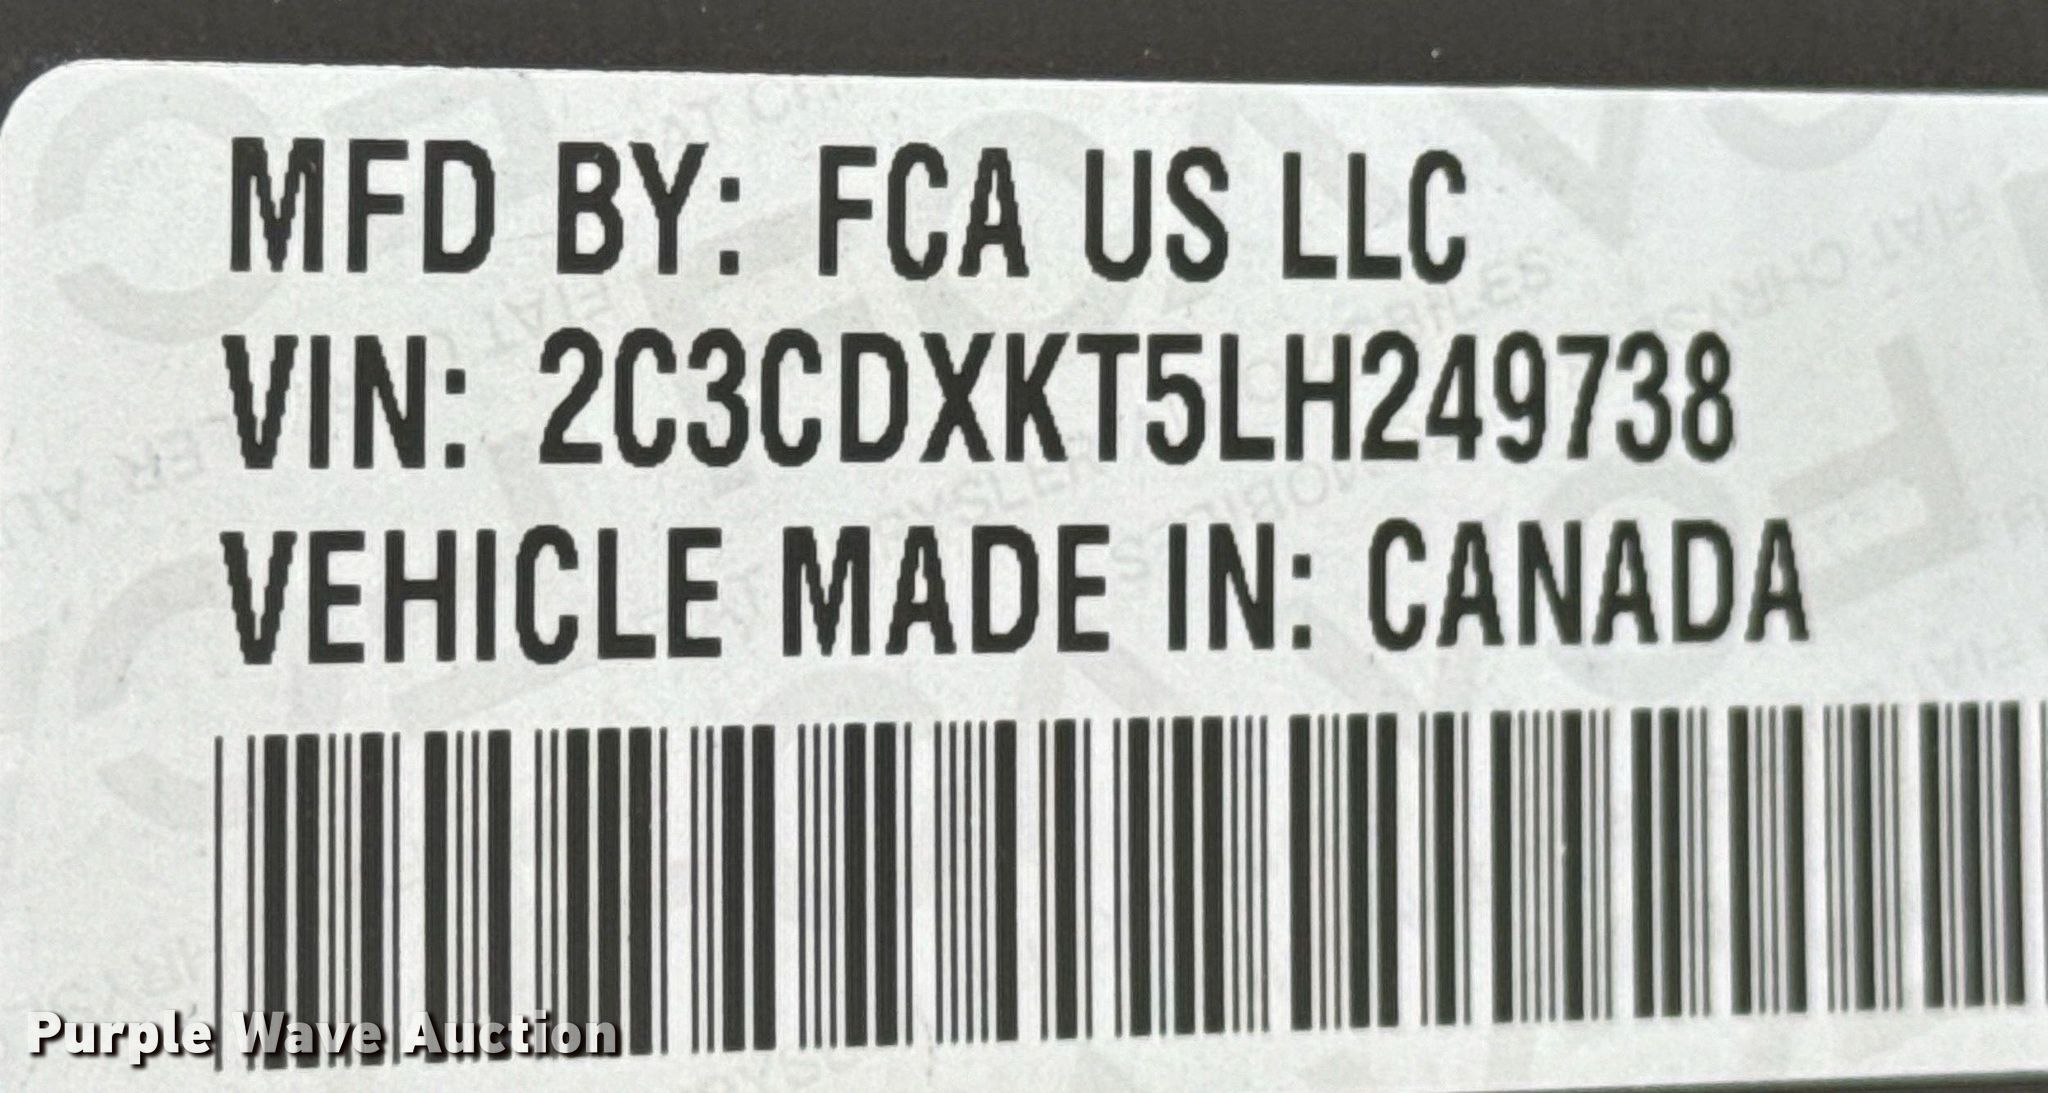 MFD BY: FCA US LLC
VIN: 2C3CDXKT5LH249738
VEHICLE MADE IN: CANADA
Purple Wave Auction